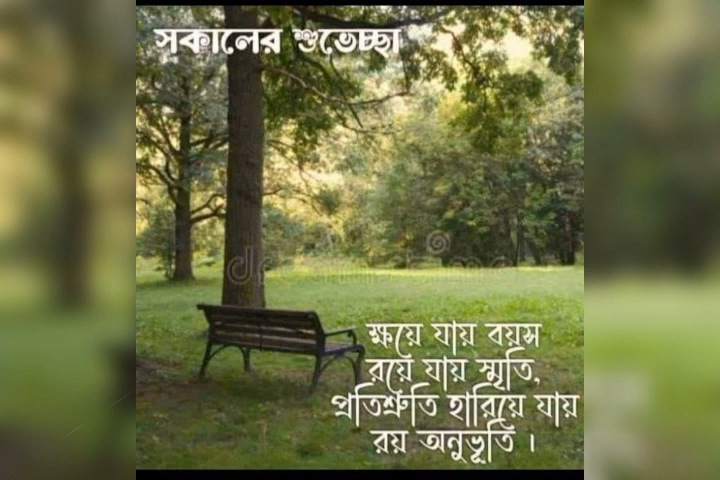 সকালের শুভেচ্ছা
ক্ষয়ে যায় বয়স
রয়ে যায় স্মৃতি,
প্রতিশ্রুতি হারিয়ে যায়
রয় অনুভূতি ।